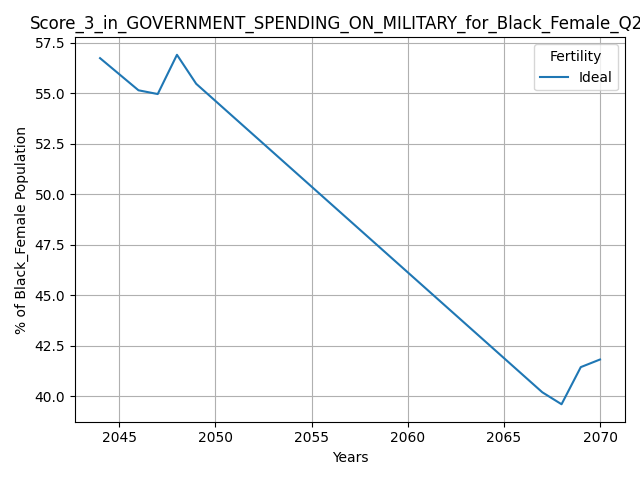 Score_3_in_GOVERNMENT_SPENDING_ON_MILITARY_for_Black_Female_Q2
Fertility
Ideal
57.5
55.0
52.5
50.0
47.5
45.0
42.5
40.0
% of Black_Female Population
2045 2050 2055 2060 2065 2070
Years